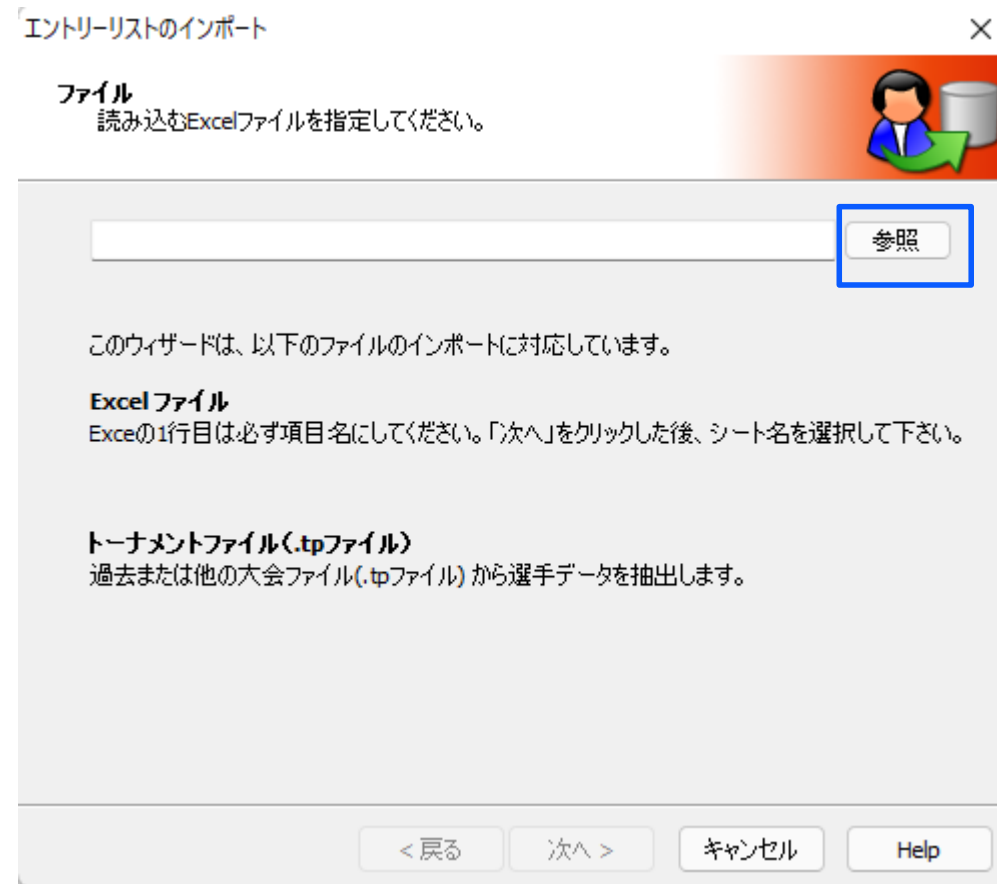 エントリーリストのインポート
ファイル
読み込むExcelファイルを指定してください。
参照
このウィザードは、以下のファイルのインポートに対応しています。
Excel ファイル
Exceの1行目は必ず項目名にしてください。「次へ」をクリックした後、シート名を選択して下さい。
トーナメントファイル(.tpファイル)
過去または他の大会ファイル(.tpファイル) から選手データを抽出します。
< 戻る 次へ > キャンセル Help